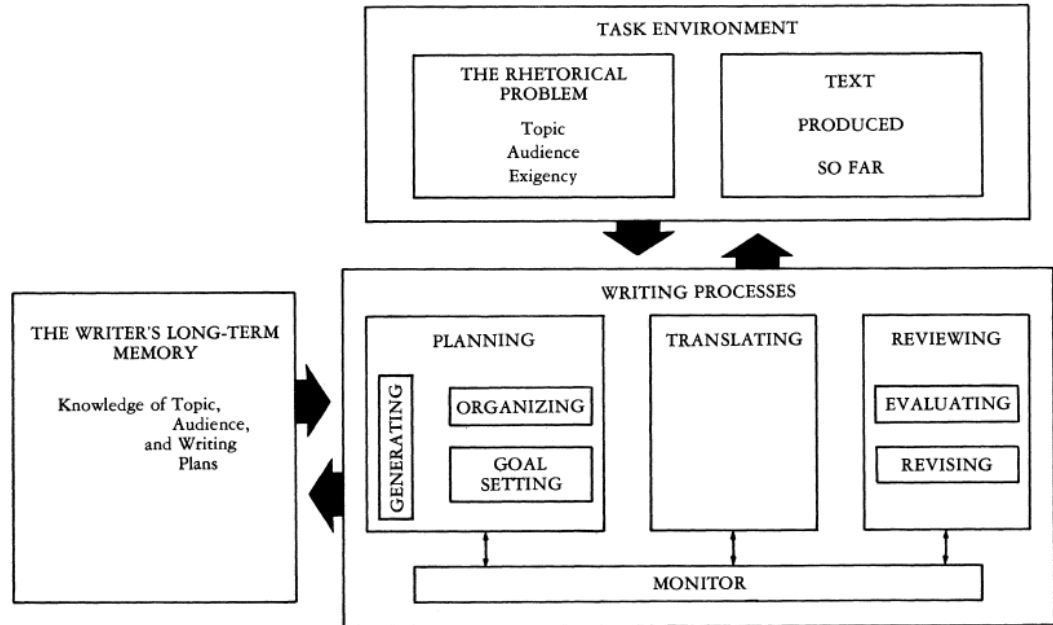 TASK ENVIRONMENT
THE RHETORICAL
PROBLEM
Topic
Audience
Exigency
TEXT
PRODUCED
SO FAR
THE WRITER'S LONG-TERM
MEMORY
Knowledge of Topic,
Audience,
and Writing
Plans
WRITING PROCESSES
PLANNING
GENERATING
ORGANIZING
GOAL
SETTING
TRANSLATING
REVIEWING
EVALUATING
REVISING
MONITOR